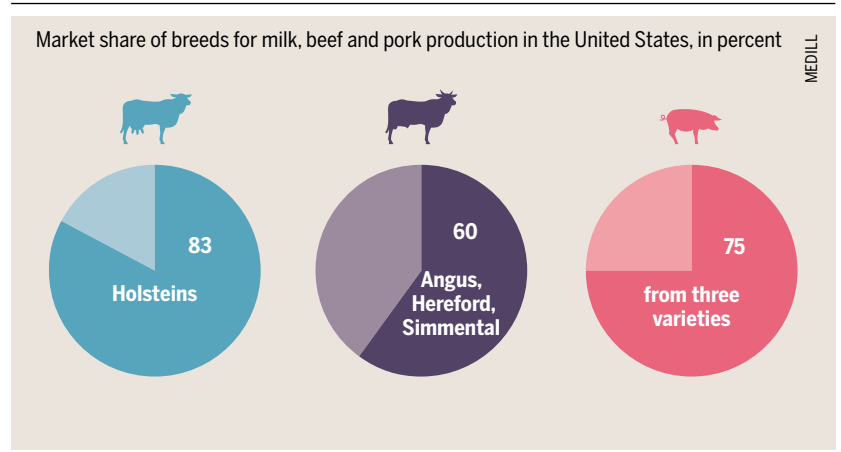 Market share of breeds for milk, beef and pork production in the United States, in percent
MEDILL
83
Holsteins
60
Angus,
Hereford,
Simmental
75
from three
varieties